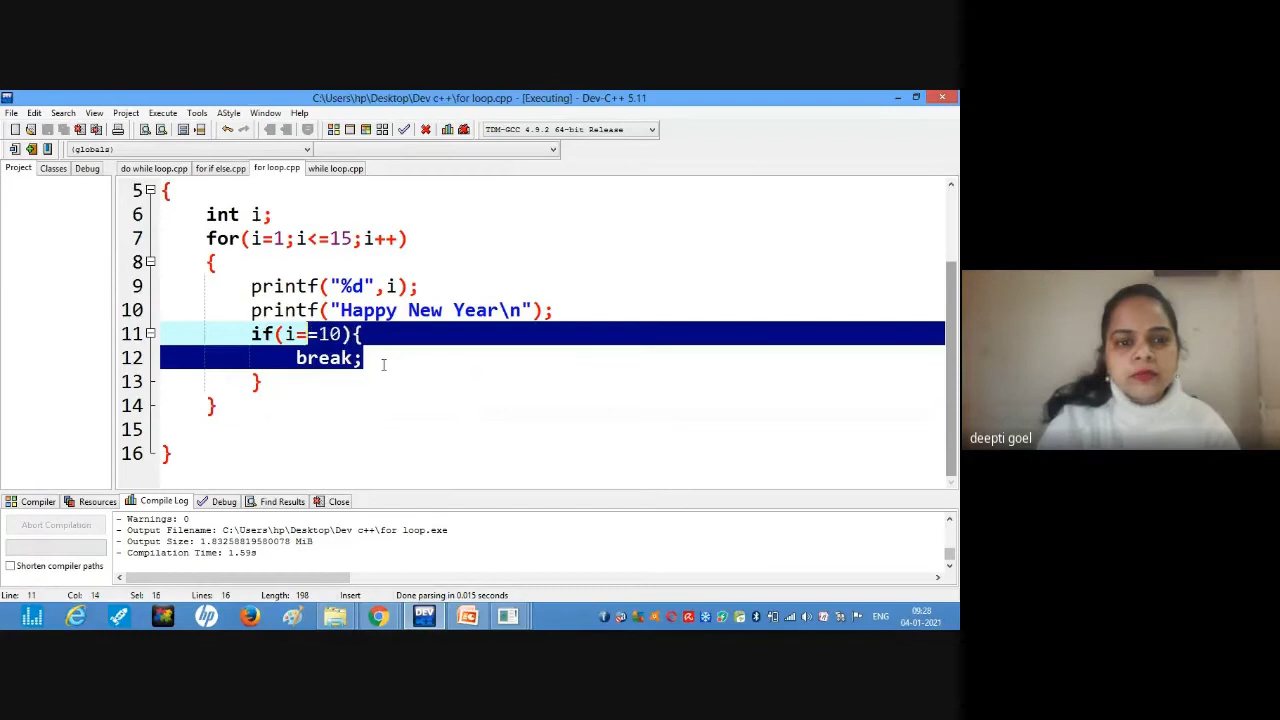 C:\Users\hp\Desktop\Dev c++\for loop.cpp - [Executing] - Dev-C++ 5.11
File Edit Search View Project Execute Tools AStyle Window Help
TDM-GCC 4.9.2 64-bit Release
(globals)
Project Classes Debug do while loop.cpp for if else.cpp for loop.cpp while loop.cpp
5 {
6 int i;
7 for(i=1;i<=15;i++)
8 {
9 printf("%d",i);
10 printf("Happy New Year\n");
11 if(i==10){
12 break;
13 }
14 }
15
16 }
deepti goel
Compiler Resources Compile Log Debug Find Results Close
Abort Compilation
Shorten compiler paths
- Warnings: 0
- Output Filename: C:\Users\hp\Desktop\Dev c++\for loop.exe
- Output Size: 1.83258819580078 MiB
- Compilation Time: 1.59s
Line: 11 Col: 14 Sel: 16 Lines: 16 Length: 198 Insert Done parsing in 0.015 seconds
DEV
ENG
09:28
04-01-2021